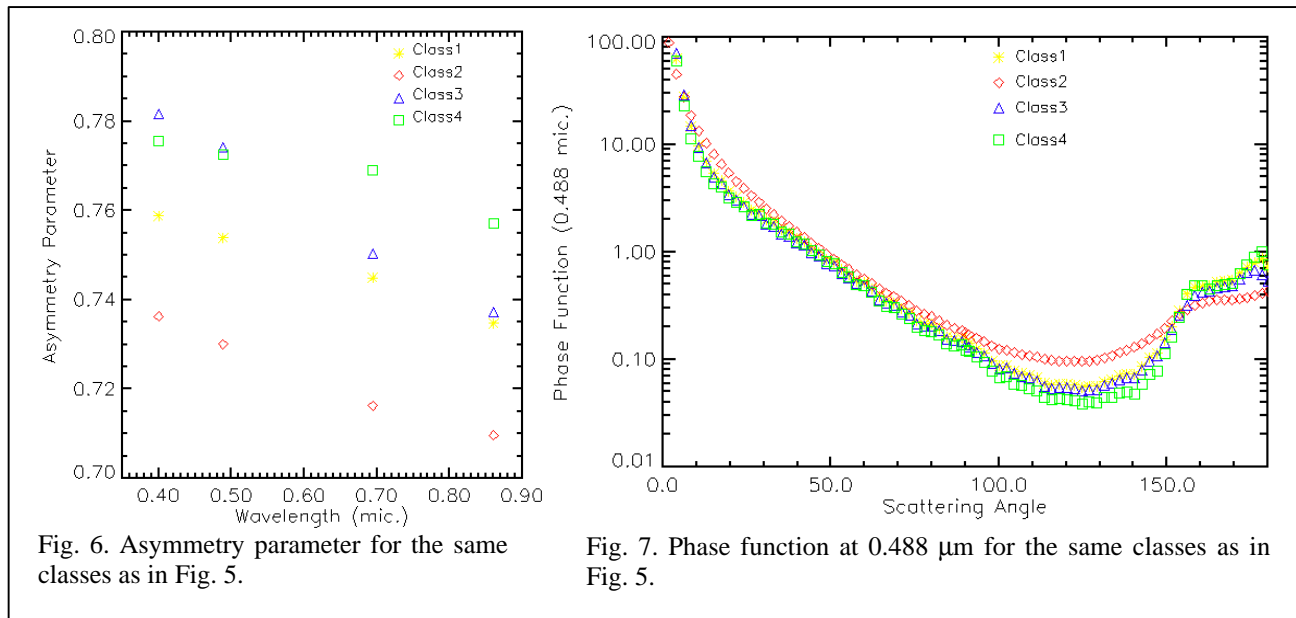 0.80
0.78
0.76
0.74
0.72
0.70
Asymmetry Parameter
Class1
Class2
Class3
Class4
0.40 0.50 0.60 0.70 0.80 0.90
Wavelength (mic.)
Fig. 6. Asymmetry parameter for the same
classes as in Fig. 5.
100.00
10.00
1.00
0.10
0.01
Phase Function (0.488 mic.)
Class1
Class2
Class3
Class4
0.0 50.0 100.0 150.0
Scattering Angle
Fig. 7. Phase function at 0.488 μm for the same classes as in
Fig. 5.